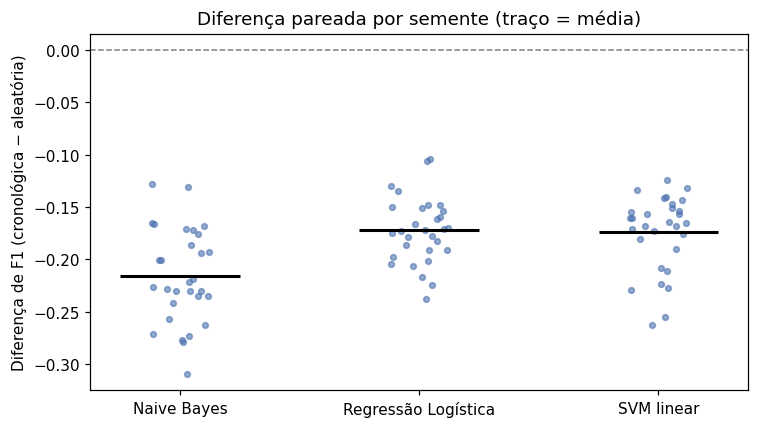 Diferença pareada por semente (traço = média)
Diferença de F1 (cronológica − aleatória)
0.00
−0.05
−0.10
−0.15
−0.20
−0.25
−0.30
Naive Bayes
Regressão Logística
SVM linear